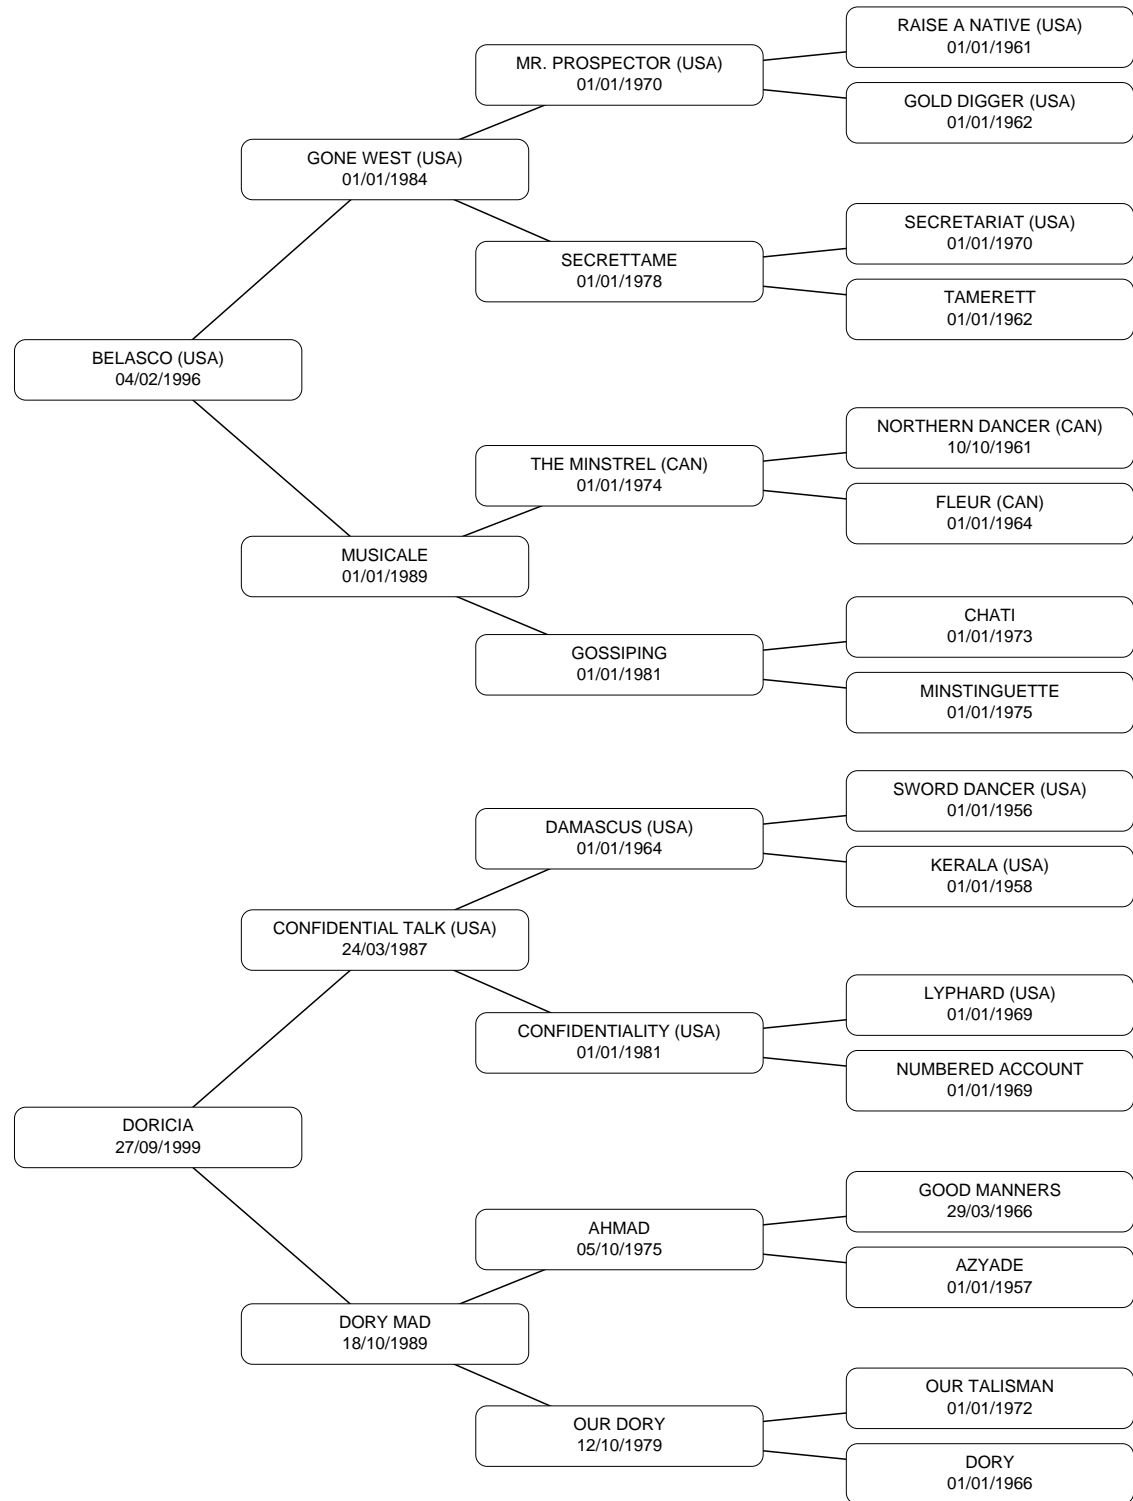 RAISE A NATIVE (USA)
01/01/1961
MR. PROSPECTOR (USA)
01/01/1970
GOLD DIGGER (USA)
01/01/1962
GONE WEST (USA)
01/01/1984
SECRETARIAT (USA)
01/01/1970
SECRETTAME
01/01/1978
TAMERETT
01/01/1962
BELASCO (USA)
04/02/1996
NORTHERN DANCER (CAN)
10/10/1961
THE MINSTREL (CAN)
01/01/1974
FLEUR (CAN)
01/01/1964
MUSICALE
01/01/1989
CHATI
01/01/1973
GOSSIPING
01/01/1981
MINSTINGUETTE
01/01/1975
SWORD DANCER (USA)
01/01/1956
DAMASCUS (USA)
01/01/1964
KERALA (USA)
01/01/1958
CONFIDENTIAL TALK (USA)
24/03/1987
LYPHARD (USA)
01/01/1969
CONFIDENTIALITY (USA)
01/01/1981
NUMBERED ACCOUNT
01/01/1969
DORICIA
27/09/1999
GOOD MANNERS
29/03/1966
AHMAD
05/10/1975
AZYADE
01/01/1957
DORY MAD
18/10/1989
OUR TALISMAN
01/01/1972
OUR DORY
12/10/1979
DORY
01/01/1966